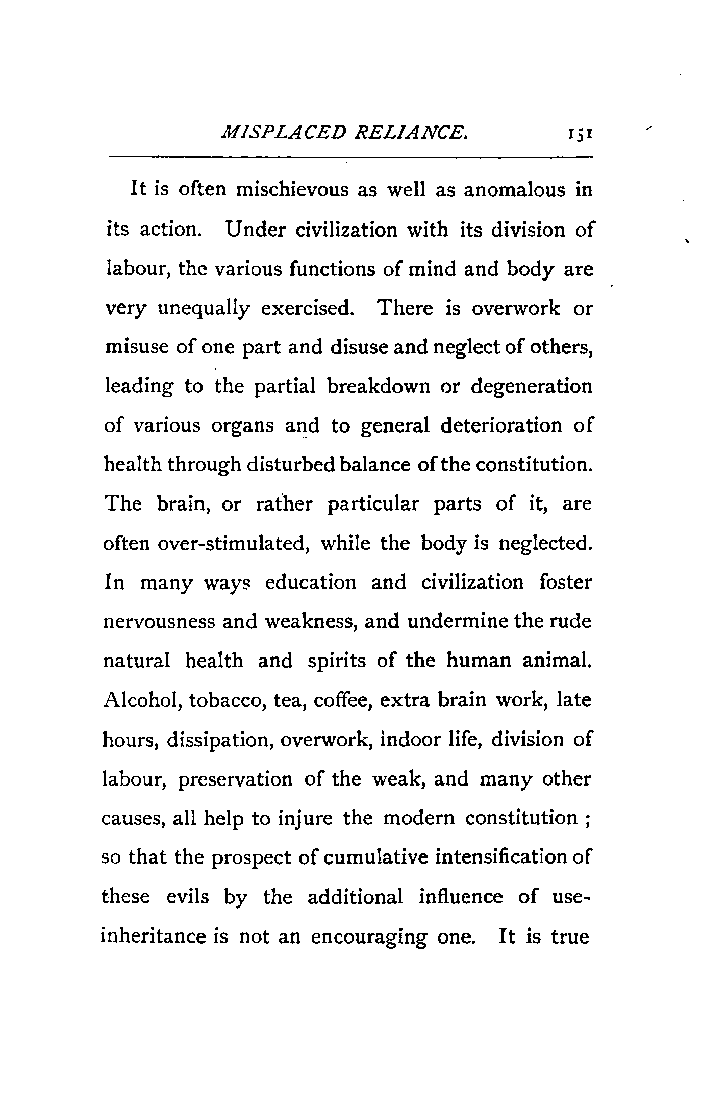 MISPLACED RELIANCE. 151
It is often mischievous as well as anomalous in
its action. Under civilization with its division of
labour, the various functions of mind and body are
very unequally exercised. There is overwork or
misuse of one part and disuse and neglect of others,
leading to the partial breakdown or degeneration
of various organs and to general deterioration of
health through disturbed balance of the constitution.
The brain, or rather particular parts of it, are
often over-stimulated, while the body is neglected.
In many ways education and civilization foster
nervousness and weakness, and undermine the rude
natural health and spirits of the human animal.
Alcohol, tobacco, tea, coffee, extra brain work, late
hours, dissipation, overwork, indoor life, division of
labour, preservation of the weak, and many other
causes, all help to injure the modern constitution ;
so that the prospect of cumulative intensification of
these evils by the additional influence of use-
inheritance is not an encouraging one. It is true